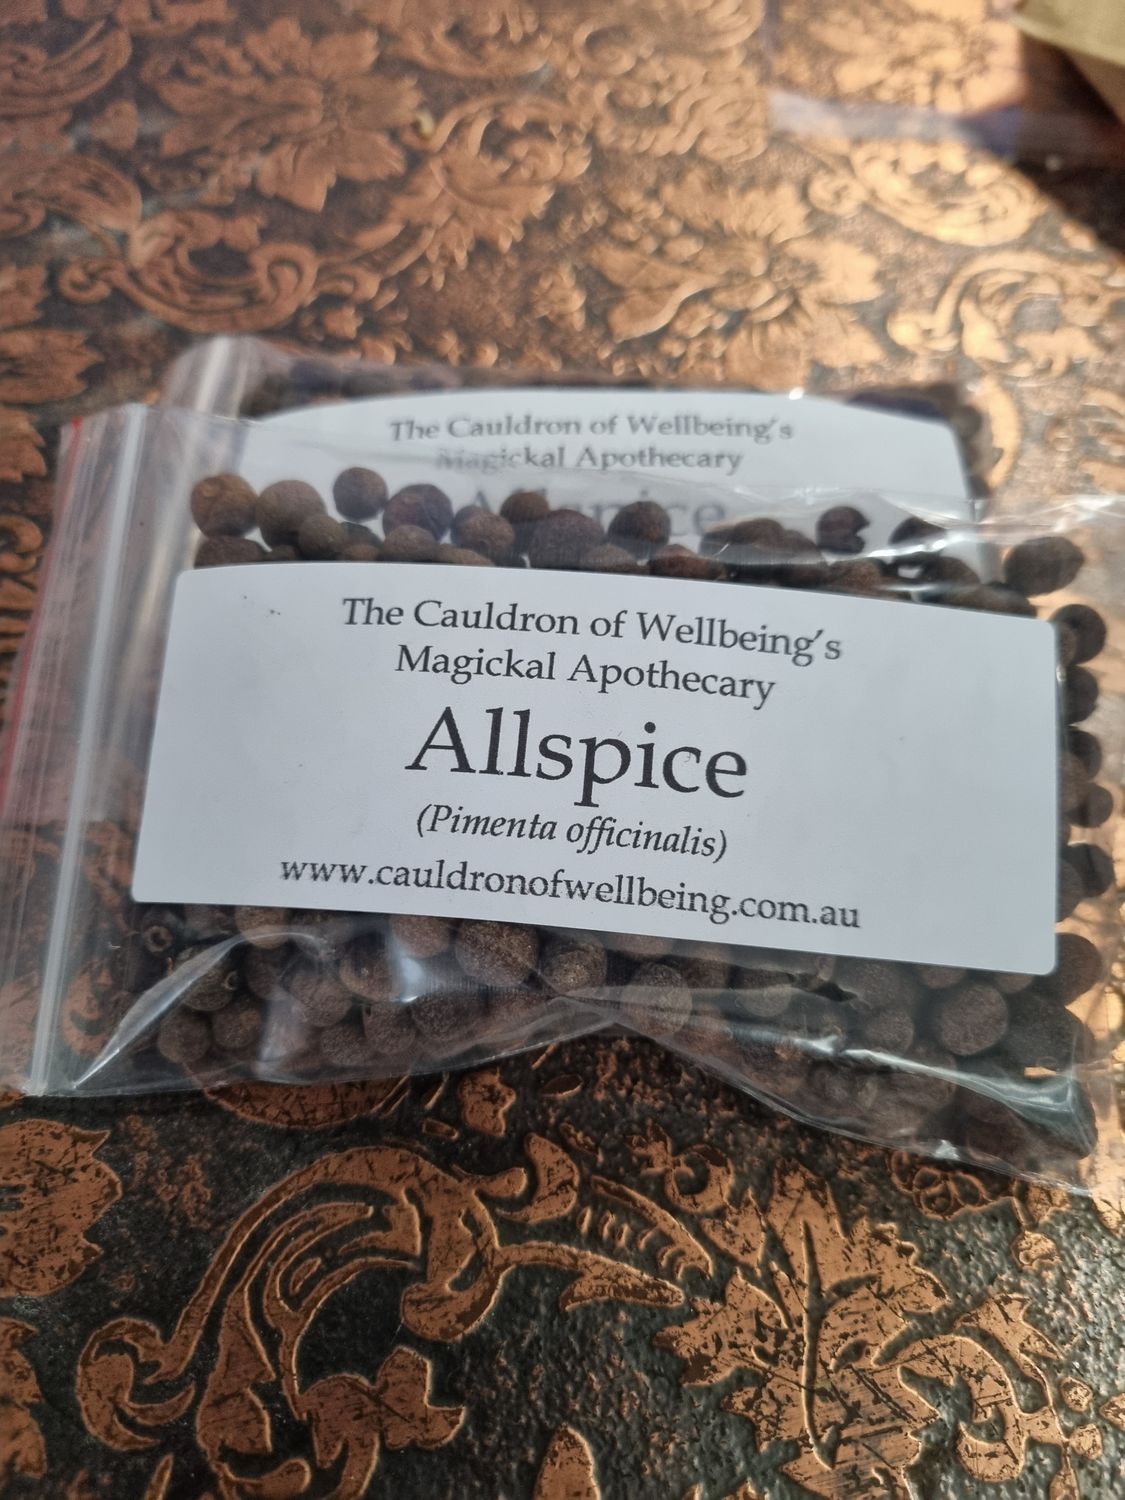 The Cauldron of Wellbeing's
Magickal Apothecary
Allspice
The Cauldron of Wellbeing's
Magickal Apothecary
Allspice
(Pimenta officinalis)
www.cauldronofwellbeing.com.au